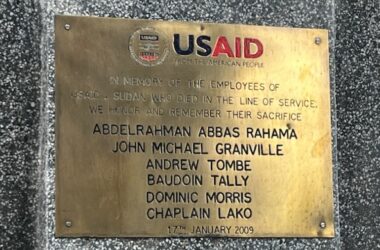 USAID
USAID
FROM THE AMERICAN PEOPLE
IN MEMORY OF THE EMPLOYEES OF
USAID / SUDAN WHO DIED IN THE LINE OF SERVICE,
WE HONOR AND REMEMBER THEIR SACRIFICE
ABDELRAHMAN ABBAS RAHAMA
JOHN MICHAEL GRANVILLE
ANDREW TOMBE
BAUDOIN TALLY
DOMINIC MORRIS
CHAPLAIN LAKO
17TH JANUARY 2009